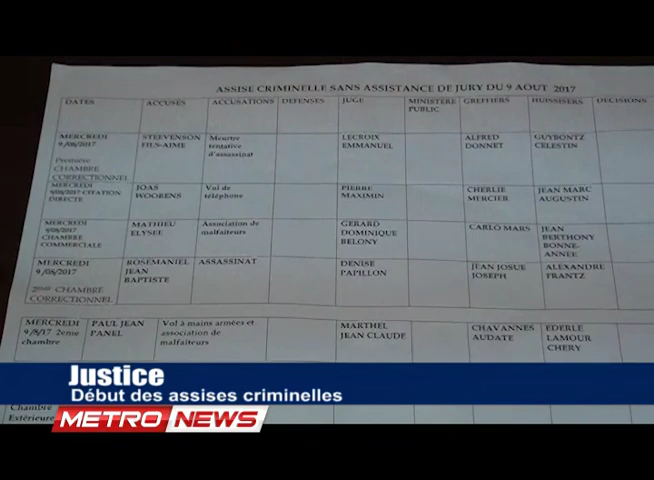 ASSISE CRIMINELLE SANS ASSISTANCE DE JURY DU 9 AOUT 2017
DATES ACCUSÉS ACCUSATIONS DEFENSES JUGE MINISTERE PUBLIC GREFFIERS HUISSIERS DECISIONS
MERCREDI 9/08/2017 Première CHAMBRE CORRECTIONNEL STEEVENSON FILS-AIME Meurtre tentative d'assassinat LECROIX EMMANUEL ALFRED DONNET GUYBONTZ CELESTIN
MERCREDI 9/08/2017 CITATION DIRECTE JOAS WOOBENS Vol de téléphone PIERRE MAXIMIN CHERLIE MERCIER JEAN MARC AUGUSTIN
MERCREDI 9/08/2017 CHAMBRE COMMERCIALE MATHIEU ELYSEE Association de malfaiteurs GERARD DOMINIQUE BELONY CARLO MARS JEAN BERTHONY BONNE-ANNEE
MERCREDI 9/08/2017 2ème CHAMBRE CORRECTIONNEL ROSEMANIEL JEAN BAPTISTE ASSASSINAT DENISE PAPILLON JEAN JOSUE JOSEPH ALEXANDRE FRANTZ
MERCREDI 9/8/17 2eme chambre PAUL JEAN PANEL Vol à mains armées et association de malfaiteurs MARTHEL JEAN CLAUDE CHAVANNES AUDATE EDERLE LAMOUR CHERY
Justice
Début des assises criminelles
Chambre
Extérieure
METRO NEWS